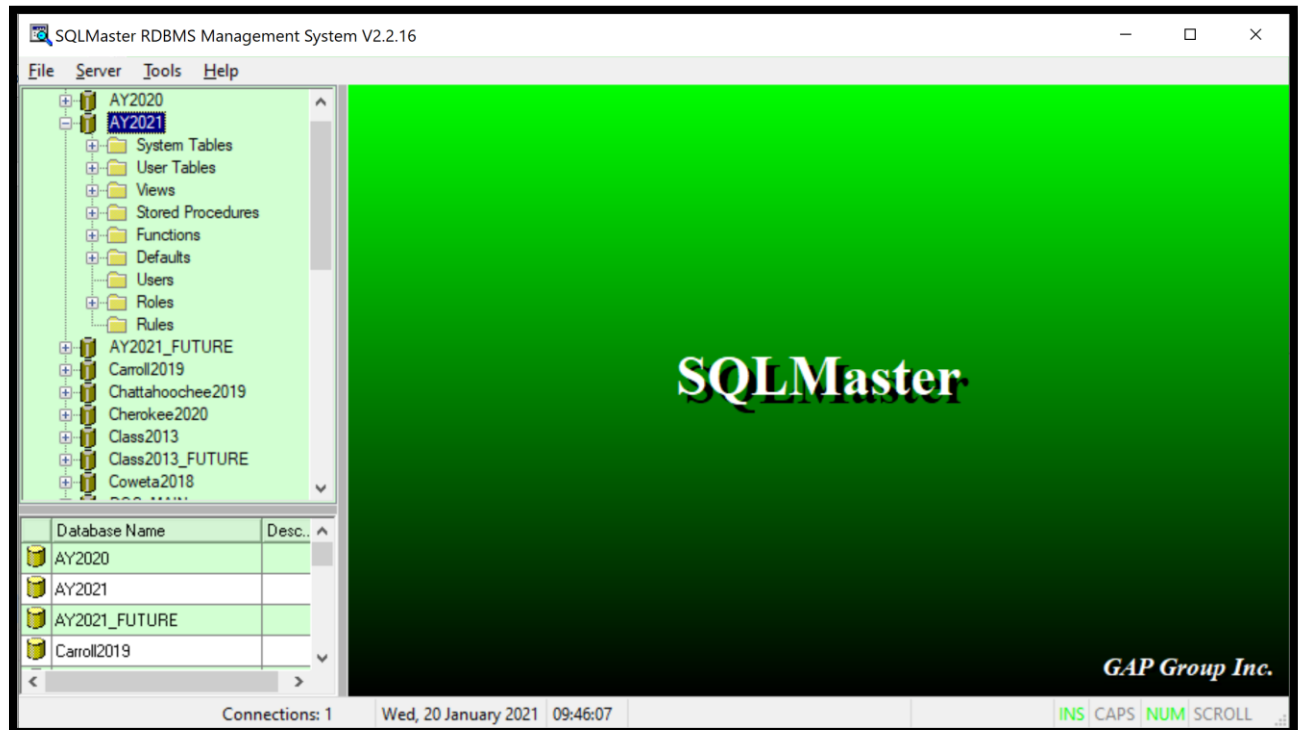 SQLMaster RDBMS Management System V2.2.16
File Server Tools Help
AY2020
AY2021
System Tables
User Tables
Views
Stored Procedures
Functions
Defaults
Users
Roles
Rules
AY2021_FUTURE
Carroll2019
Chattahoochee2019
Cherokee2020
Class2013
Class2013_FUTURE
Coweta2018
SQLMaster
Database Name Desc..
AY2020
AY2021
AY2021_FUTURE
Carroll2019
GAP Group Inc.
Connections: 1 Wed, 20 January 2021 09:46:07 INS CAPS NUM SCROLL